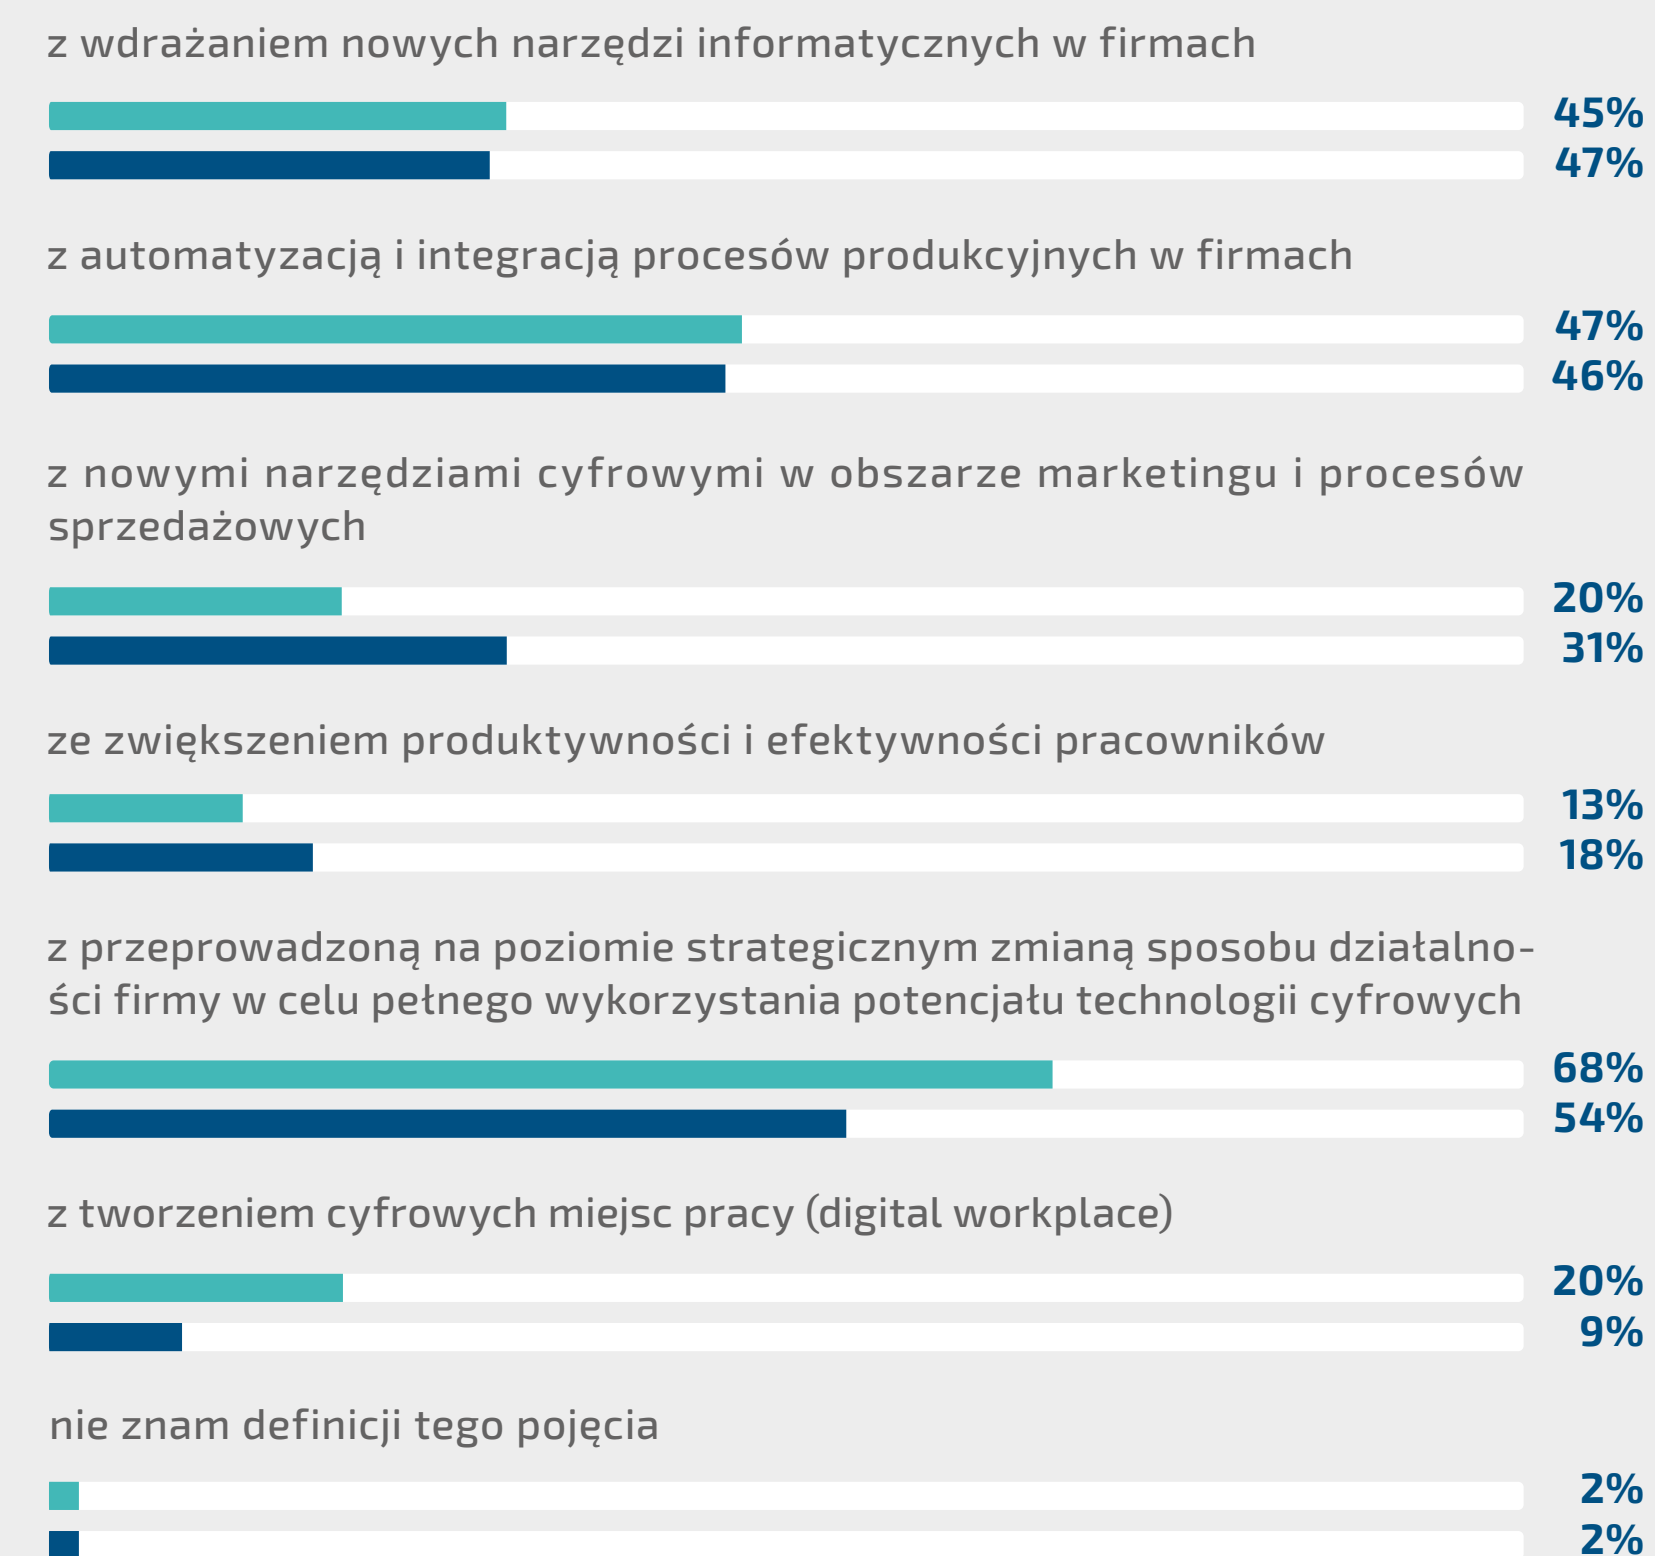 z wdrażaniem nowych narzędzi informatycznych w firmach
45%
47%
z automatyzacją i integracją procesów produkcyjnych w firmach
47%
46%
z nowymi narzędziami cyfrowymi w obszarze marketingu i procesów
sprzedażowych
20%
31%
ze zwiększeniem produktywności i efektywności pracowników
13%
18%
z przeprowadzoną na poziomie strategicznym zmianą sposobu działalno-
ści firmy w celu pełnego wykorzystania potencjału technologii cyfrowych
68%
54%
z tworzeniem cyfrowych miejsc pracy (digital workplace)
20%
9%
nie znam definicji tego pojęcia
2%
2%